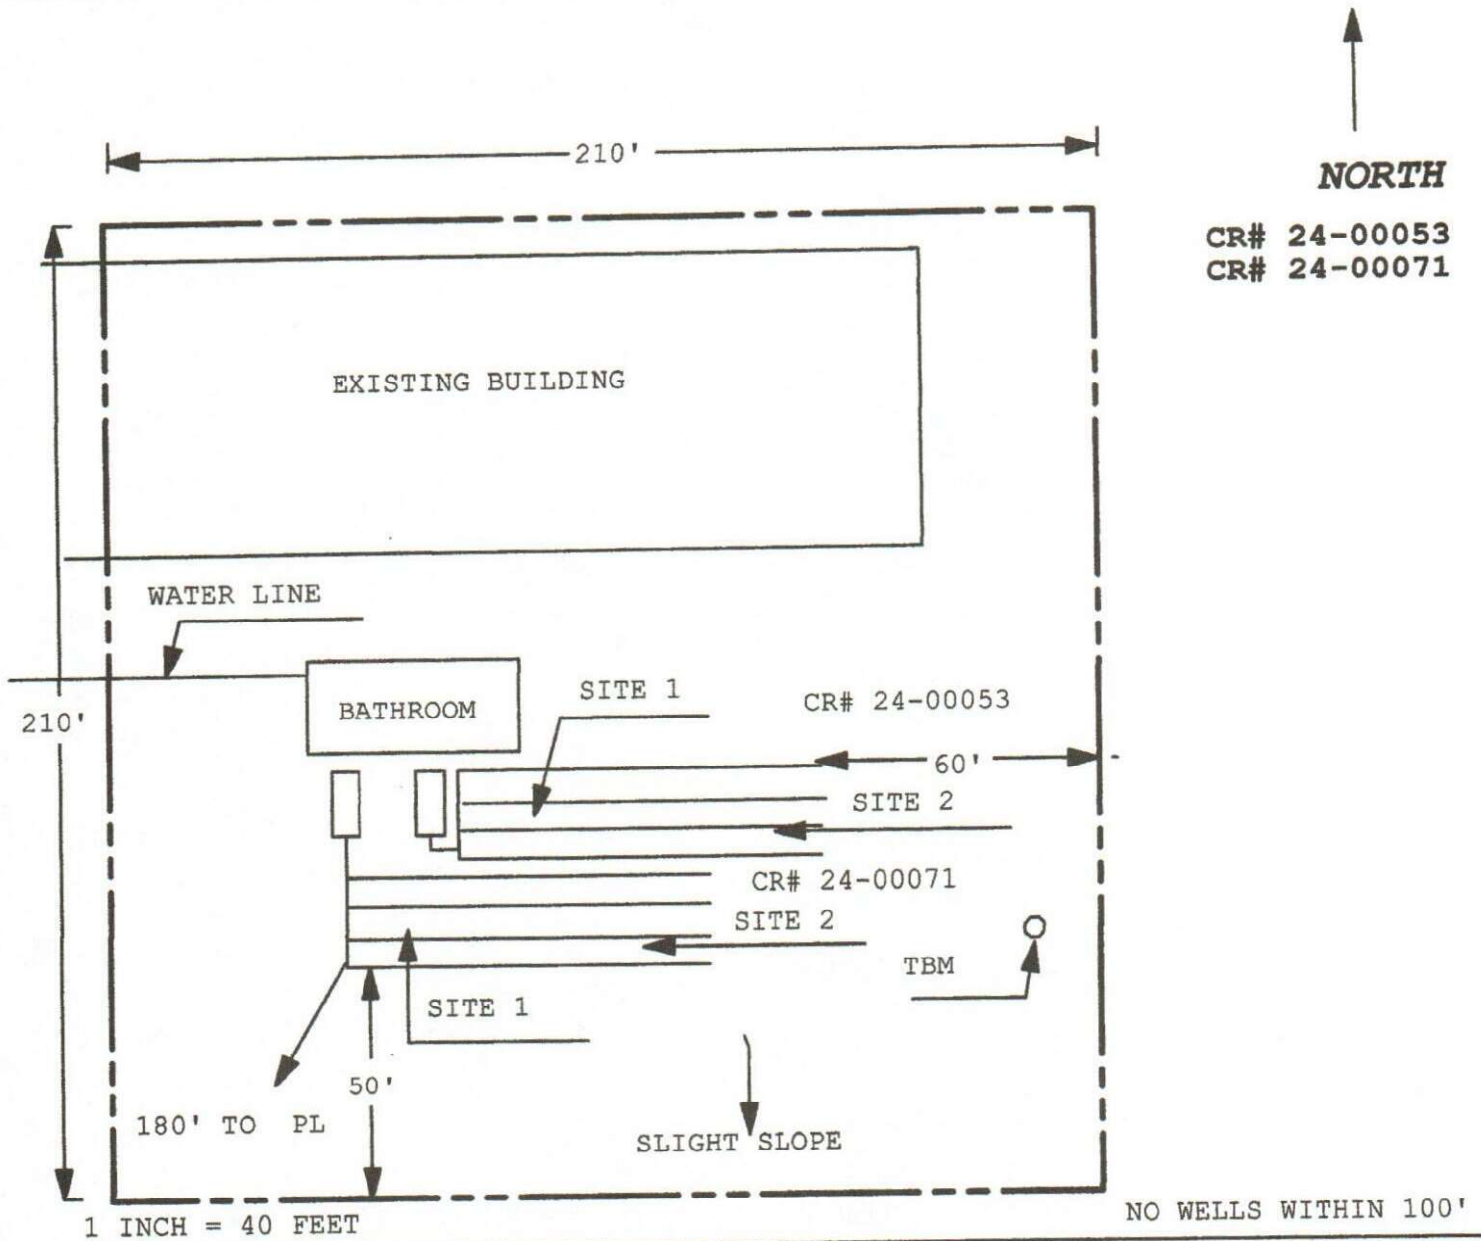 210'
NORTH
CR# 24-00053
CR# 24-00071
EXISTING BUILDING
WATER LINE
210'
BATHROOM
SITE 1
CR# 24-00053
60'
SITE 2
CR# 24-00071
SITE 2
TBM
SITE 1
50'
180' TO PL
SLIGHT SLOPE
1 INCH = 40 FEET
NO WELLS WITHIN 100'